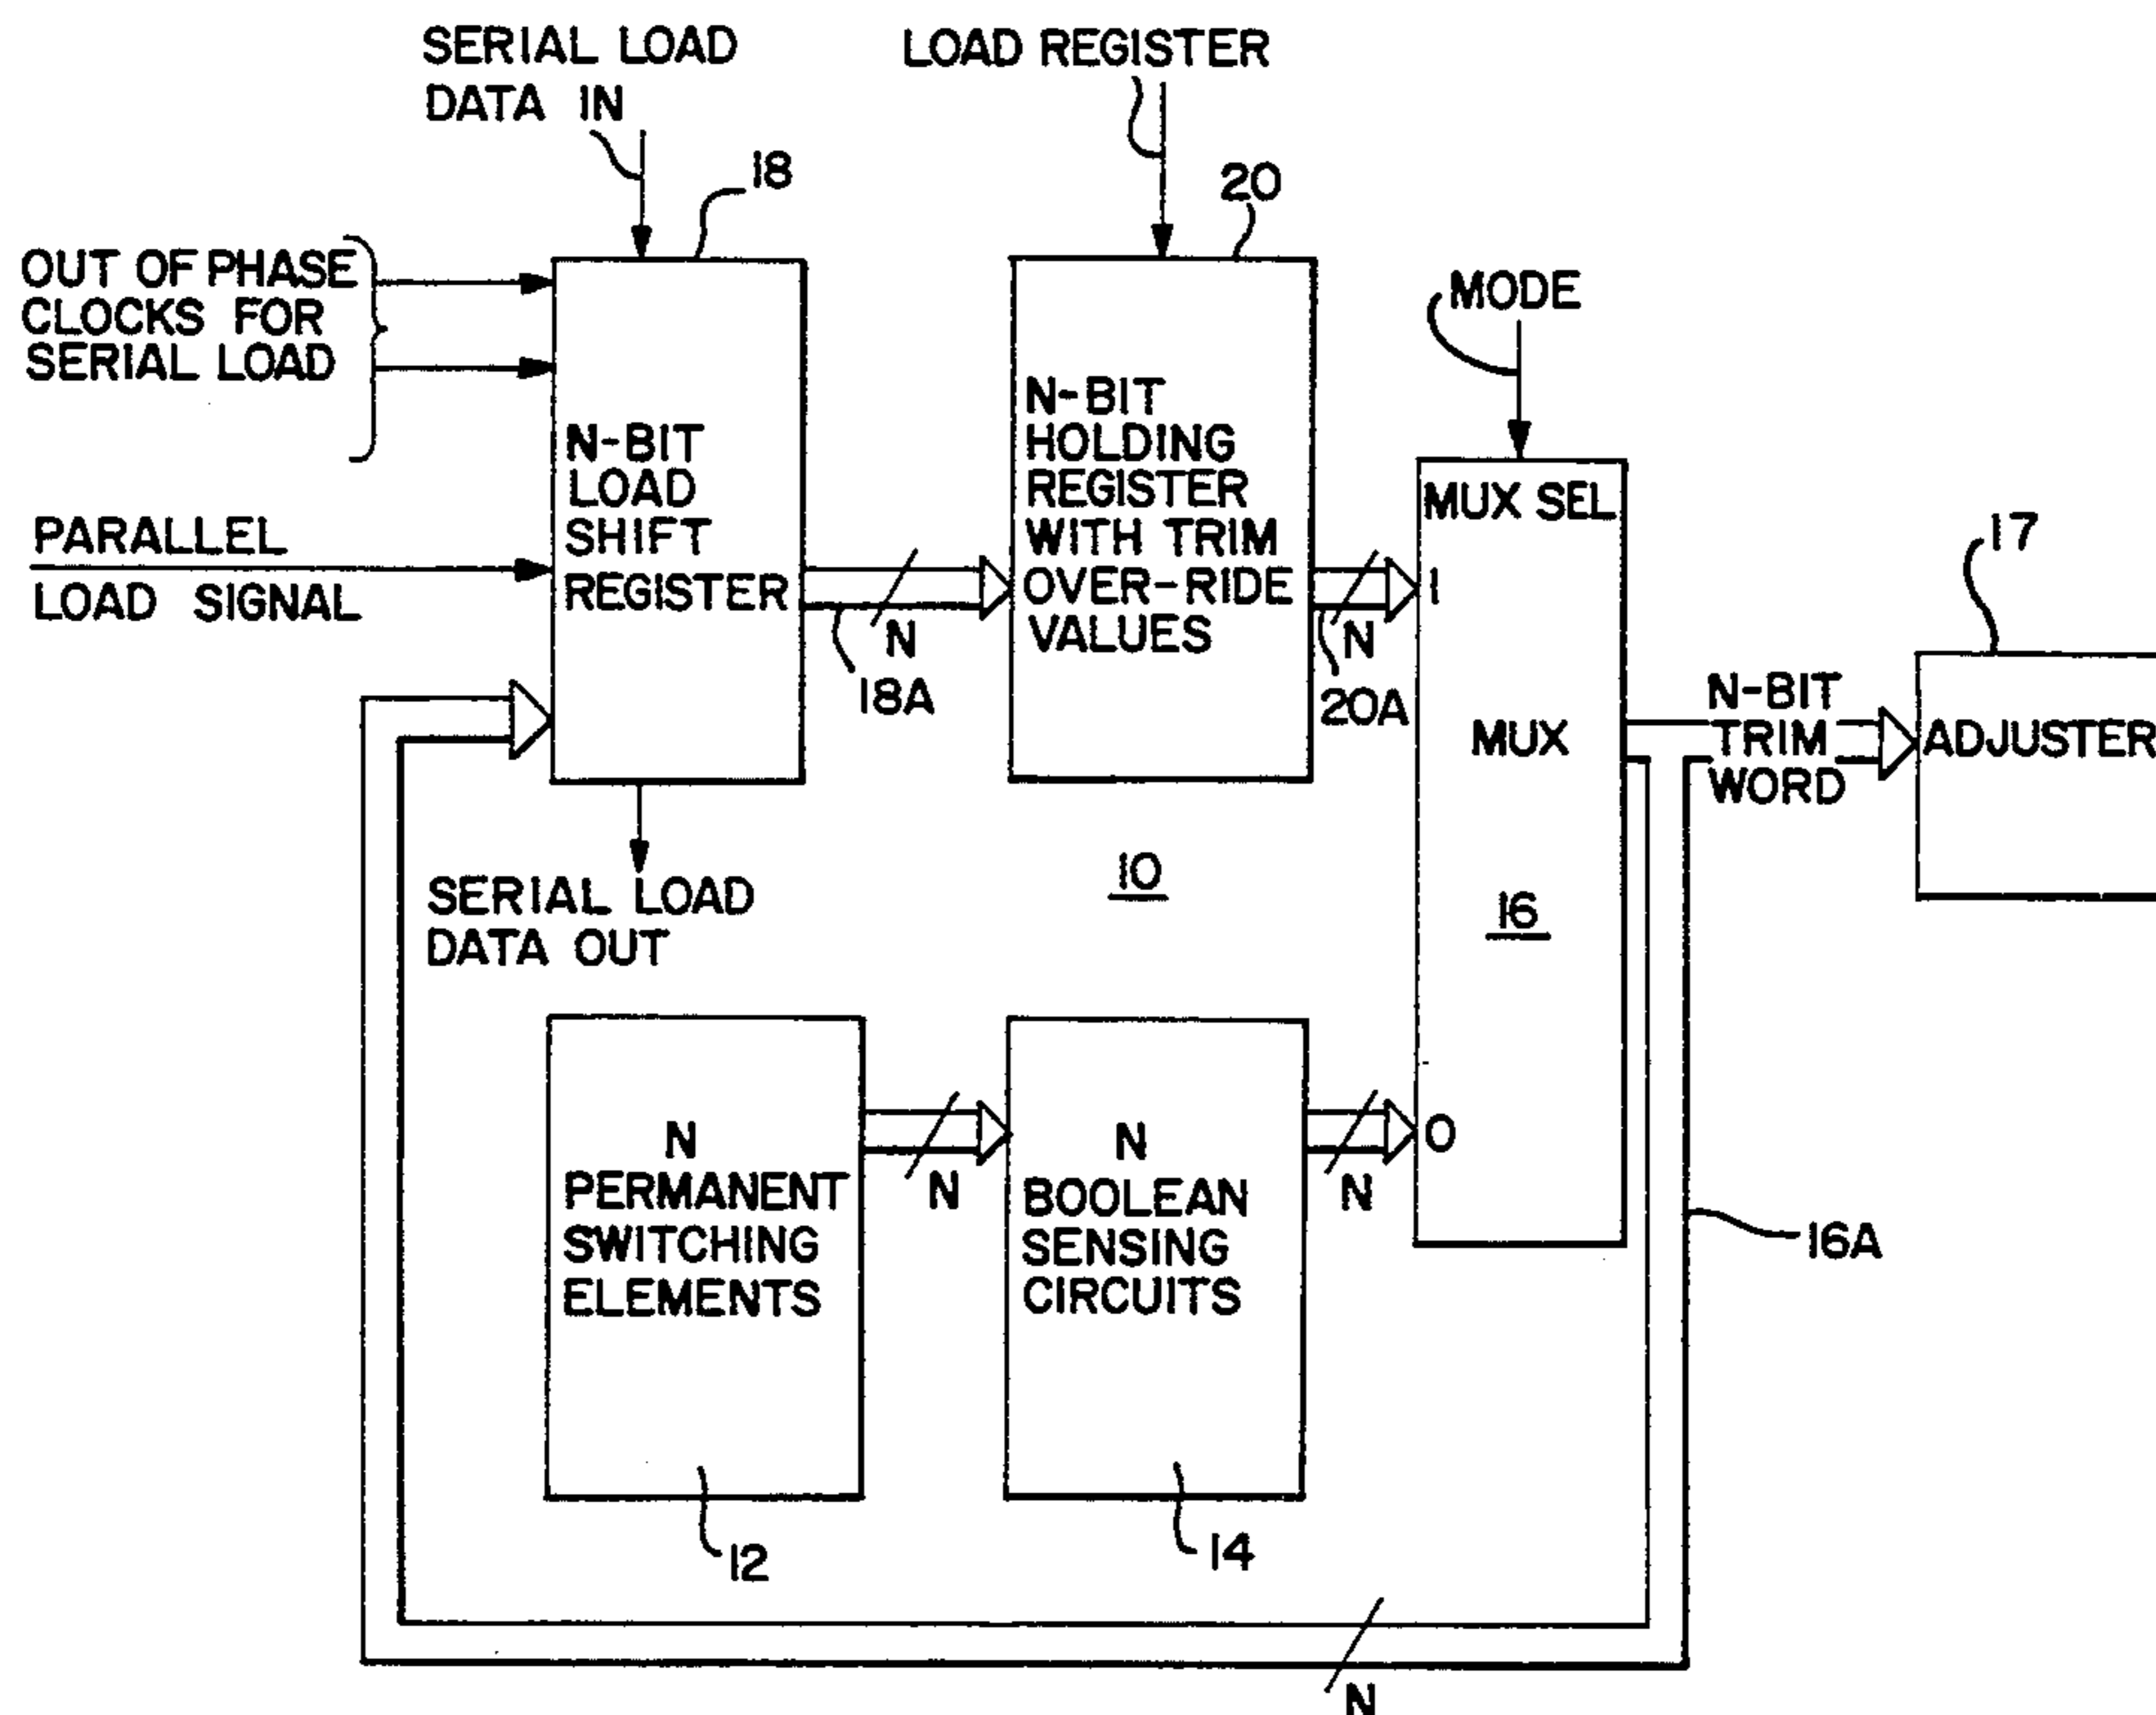 SERIAL LOAD
DATA IN
LOAD REGISTER
18
20
OUT OF PHASE
CLOCKS FOR
SERIAL LOAD
MODE
N-BIT
LOAD
SHIFT
REGISTER
N-BIT
HOLDING
REGISTER
WITH TRIM
OVER-RIDE
VALUES
MUX SEL
17
PARALLEL
LOAD SIGNAL
1
N
18A
N
20A
MUX
N-BIT
TRIM
WORD
ADJUSTER
SERIAL LOAD
DATA OUT
10
16
N
PERMANENT
SWITCHING
ELEMENTS
N
N
BOOLEAN
SENSING
CIRCUITS
N
0
16A
12
14
N